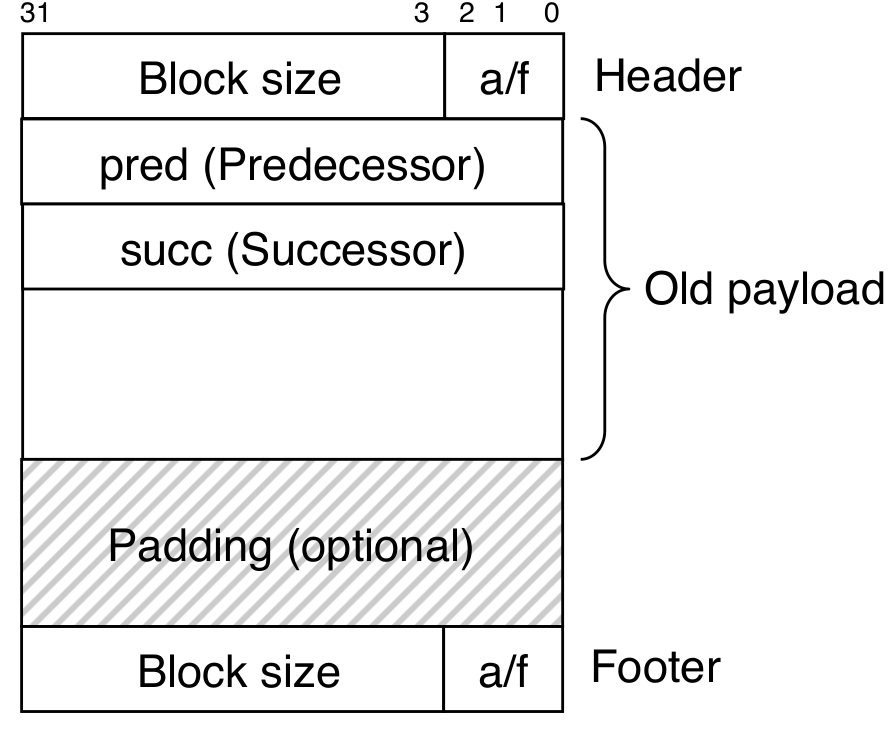 31 3 2 1 0
Block size a/f Header
pred (Predecessor)
succ (Successor)
Old payload
Padding (optional)
Block size a/f Footer